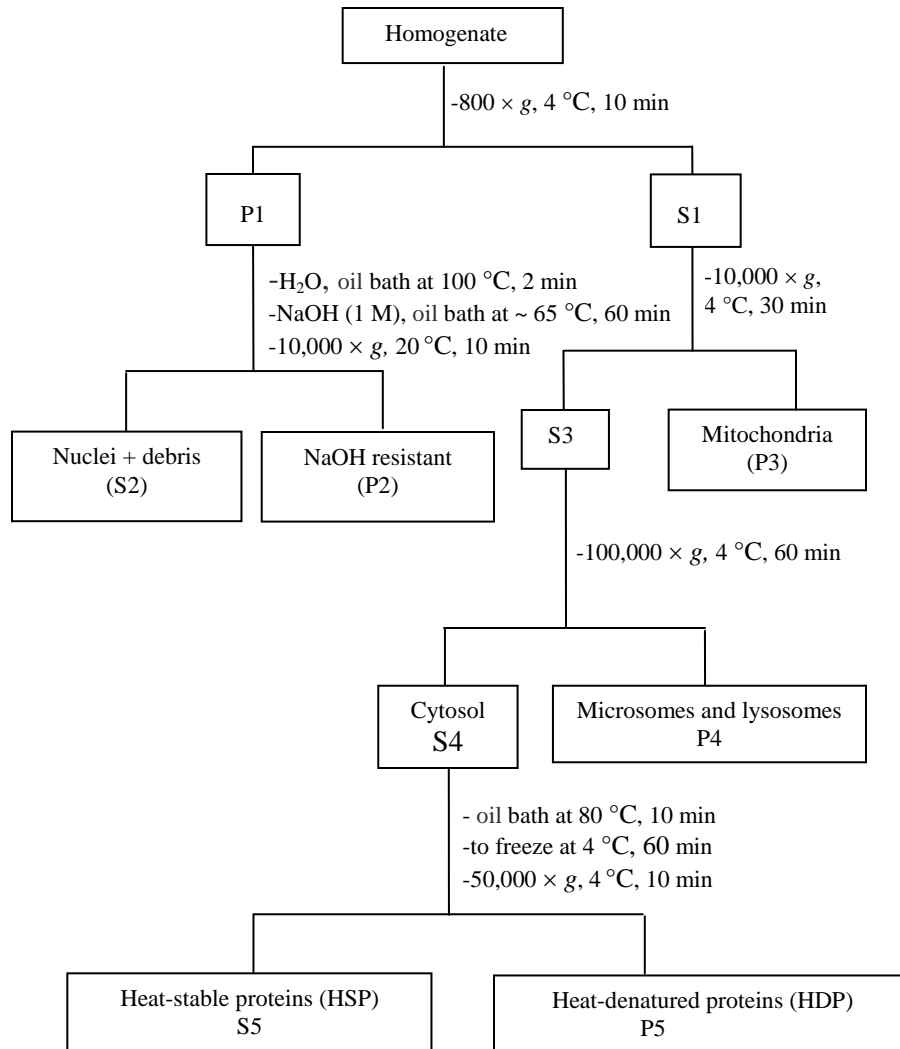 Homogenate
-800 × g, 4 °C, 10 min
P1
S1
-H₂O, oil bath at 100 °C, 2 min
-NaOH (1 M), oil bath at ~ 65 °C, 60 min
-10,000 × g, 20 °C, 10 min
-10,000 × g,
4 °C, 30 min
Nuclei + debris
(S2)
NaOH resistant
(P2)
S3
Mitochondria
(P3)
-100,000 × g, 4 °C, 60 min
Cytosol
S4
Microsomes and lysosomes
P4
- oil bath at 80 °C, 10 min
-to freeze at 4 °C, 60 min
-50,000 × g, 4 °C, 10 min
Heat-stable proteins (HSP)
S5
Heat-denatured proteins (HDP)
P5